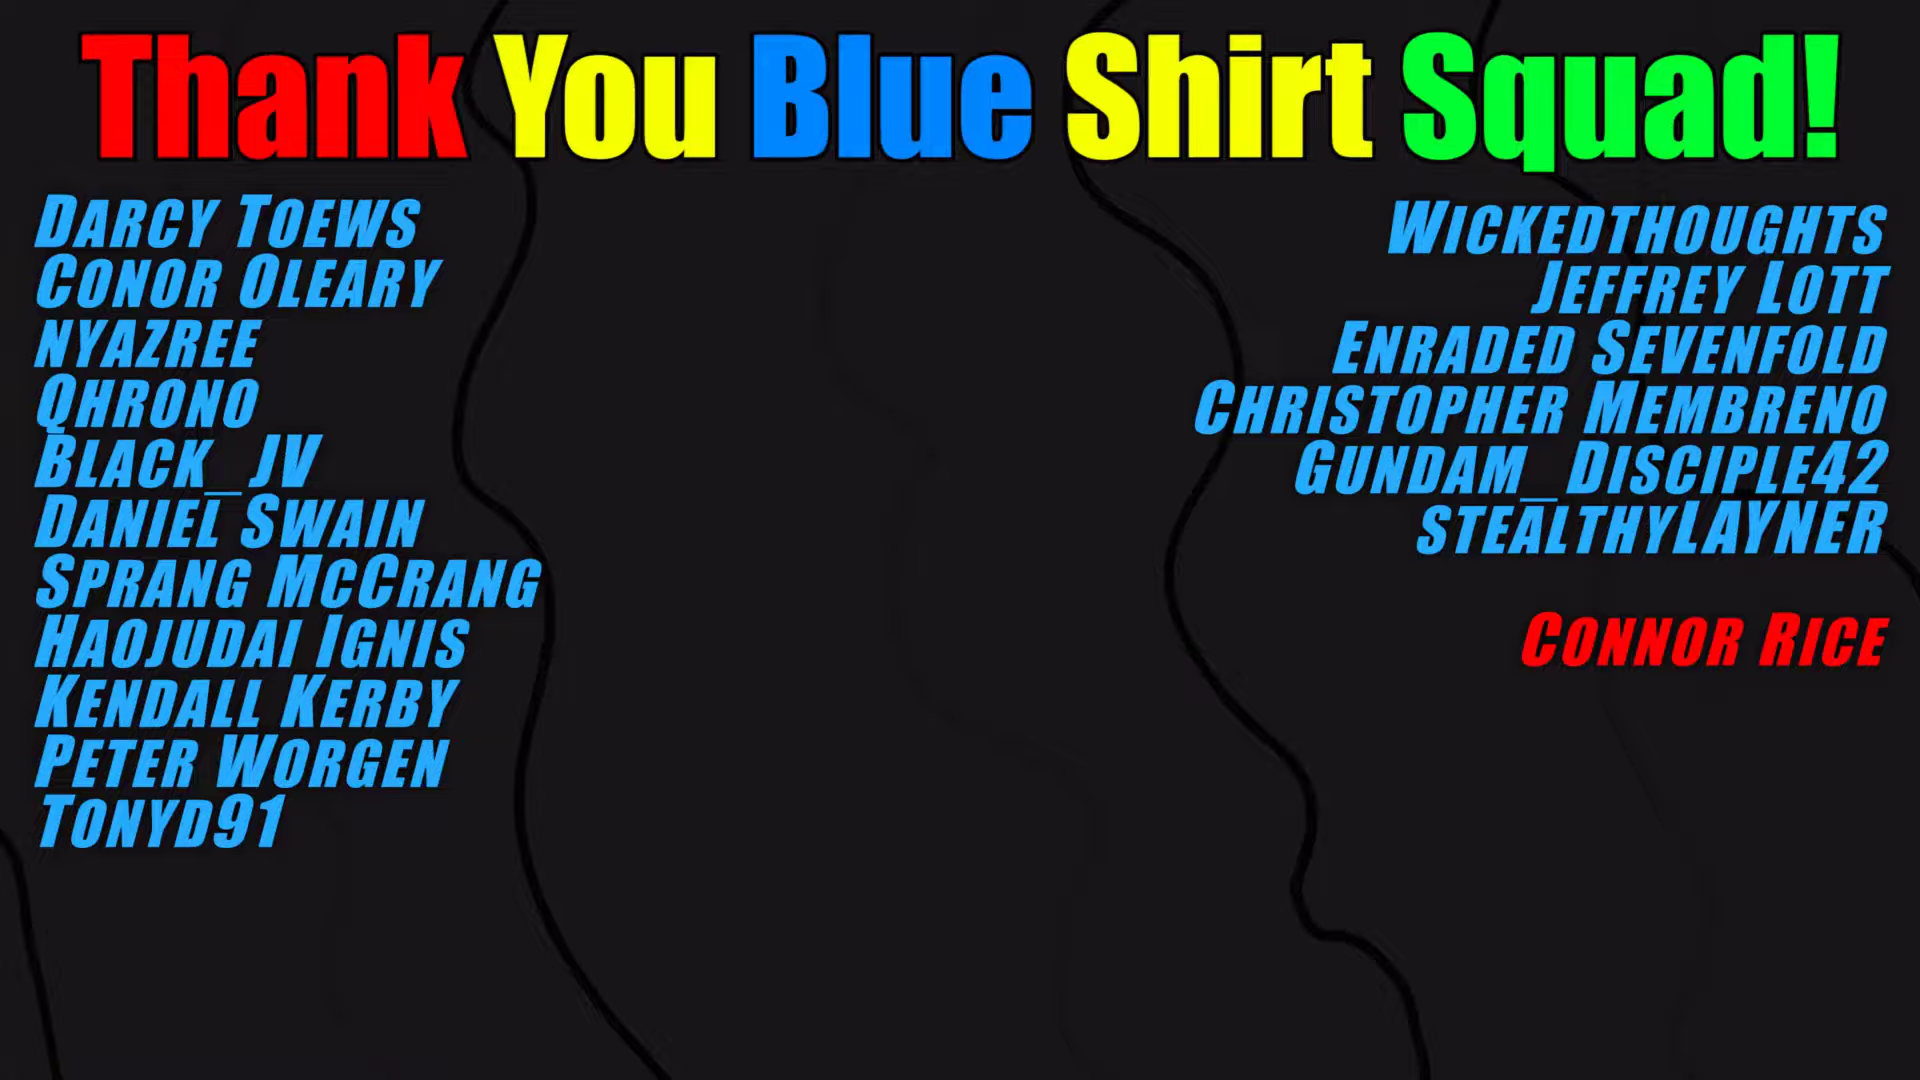 Thank You Blue Shirt Squad!
DARCY TOEWS
CONOR OLEARY
NYAZREE
QHRONO
BLACK_JV
DANIEL SWAIN
SPRANG MCCRANG
HAOJUDAI IGNIS
KENDALL KERBY
PETER WORGEN
TONYD91
WICKEDTHOUGHTS
JEFFREY LOTT
ENRADED SEVENFOLD
CHRISTOPHER MEMBRENO
GUNDAM_DISCIPLE42
STEALTHYLAYNER
CONNOR RICE